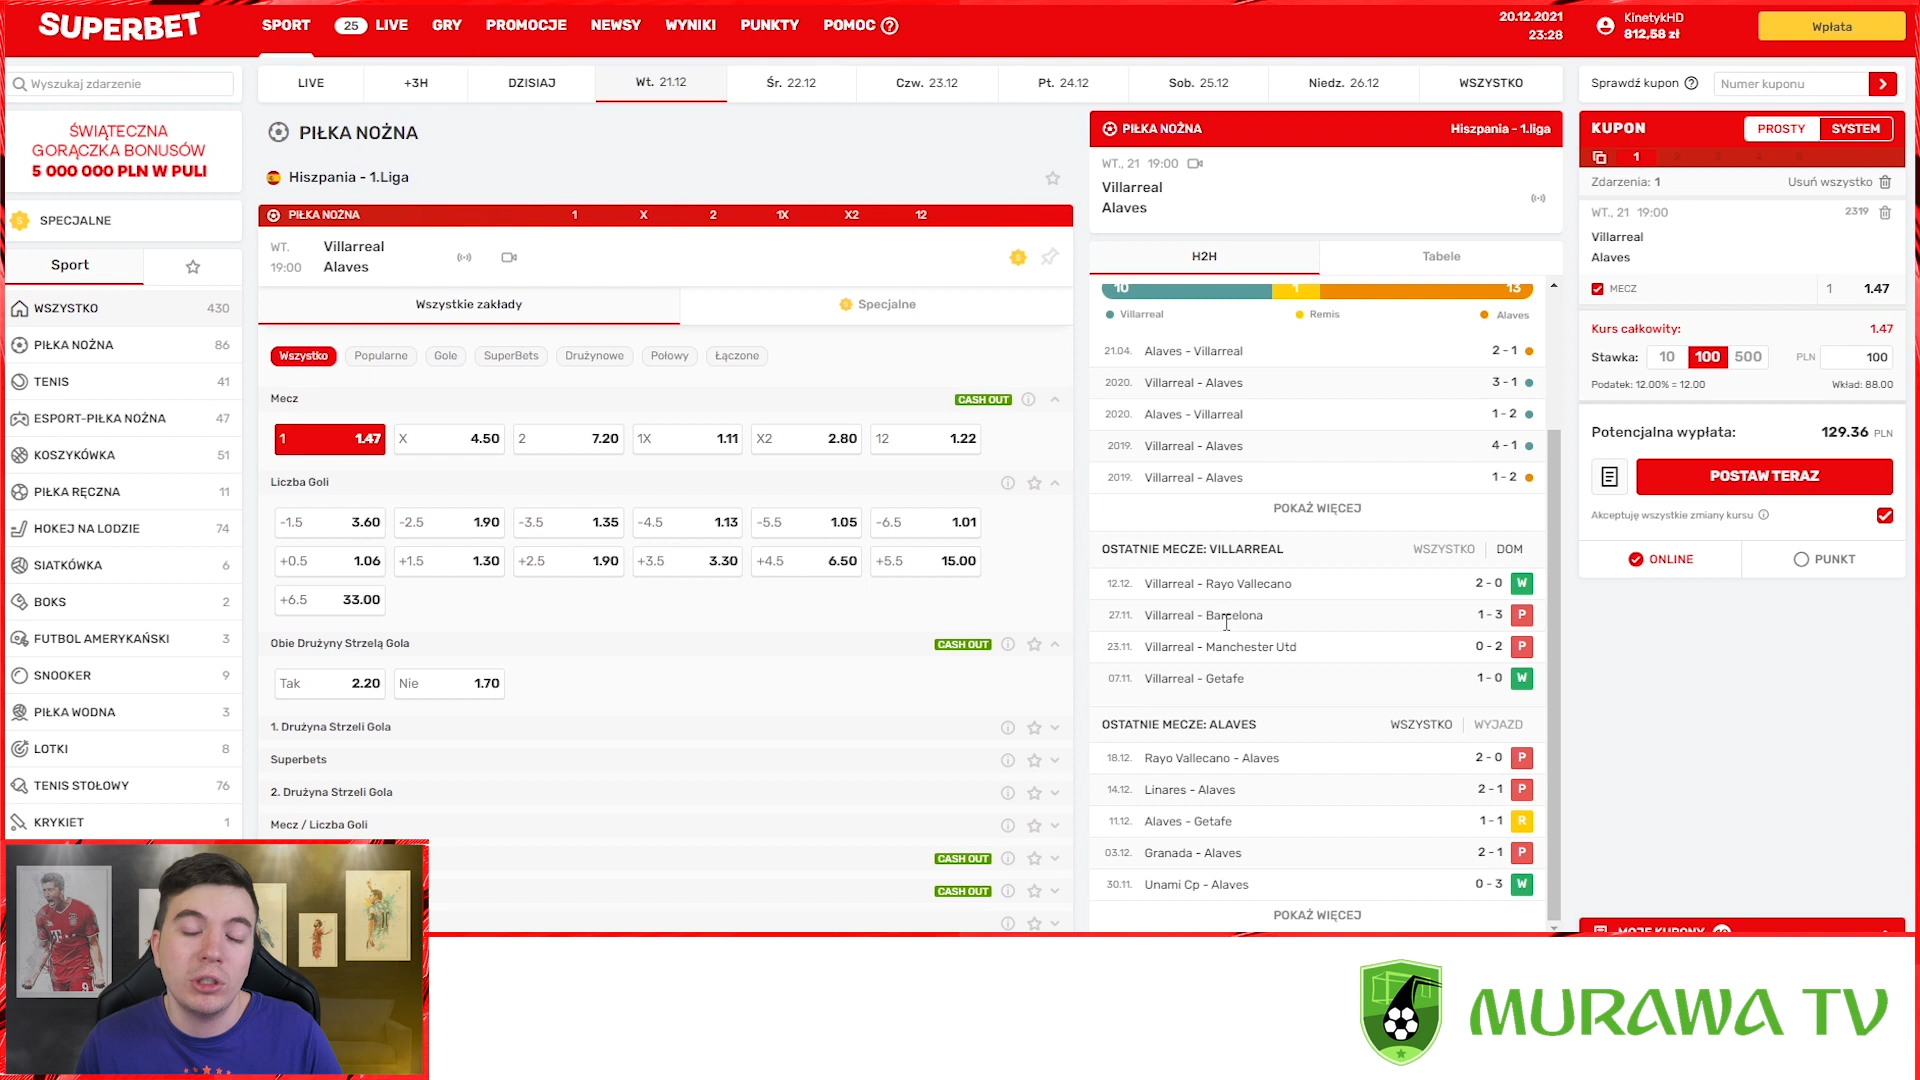 SUPERBET
SPORT
25 LIVE
GRY
PROMOCJE
NEWSY
WYNIKI
PUNKTY
POMOC
20.12.2021
23:28
KinetykHD
812,58 zł
Wpłata
Wyszukaj zdarzenie
LIVE
+3H
DZISIAJ
Wt. 21.12
Śr. 22.12
Czw. 23.12
Pt. 24.12
Sob. 25.12
Niedz. 26.12
WSZYSTKO
Sprawdź kupon
Numer kuponu
ŚWIĄTECZNA
GORĄCZKA BONUSÓW
5 000 000 PLN W PULI
SPECJALNE
Sport
WSZYSTKO 430
PIŁKA NOŻNA 86
TENIS 41
ESPORT-PIŁKA NOŻNA 47
KOSZYKÓWKA 51
PIŁKA RĘCZNA 11
HOKEJ NA LODZIE 74
SIATKÓWKA 6
BOKS 2
FUTBOL AMERYKAŃSKI 3
SNOOKER 9
PIŁKA WODNA 3
LOTKI 8
TENIS STOŁOWY 76
KRYKIET 1
PIŁKA NOŻNA
Hiszpania - 1.Liga
PIŁKA NOŻNA 1 X 2 1X X2 12
WT. Villarreal
19:00 Alaves
Wszystkie zakłady
Specjalne
Wszystko Popularne Gole SuperBets Drużynowe Połowy Łączone
Mecz CASH OUT
1 1.47 X 4.50 2 7.20 1X 1.11 X2 2.80 12 1.22
Liczba Goli
-1.5 3.60 -2.5 1.90 -3.5 1.35 -4.5 1.13 -5.5 1.05 -6.5 1.01
+0.5 1.06 +1.5 1.30 +2.5 1.90 +3.5 3.30 +4.5 6.50 +5.5 15.00
+6.5 33.00
Obie Drużyny Strzelą Gola CASH OUT
Tak 2.20 Nie 1.70
1. Drużyna Strzeli Gola
Superbets
2. Drużyna Strzeli Gola
Mecz / Liczba Goli
CASH OUT
CASH OUT
PIŁKA NOŻNA Hiszpania - 1.liga
WT., 21 19:00
Villarreal
Alaves
H2H
Tabele
10 1 13
Villarreal Remis Alaves
21.04. Alaves - Villarreal 2 - 1
2020. Villarreal - Alaves 3 - 1
2020. Alaves - Villarreal 1 - 2
2019. Villarreal - Alaves 4 - 1
2019. Villarreal - Alaves 1 - 2
POKAŻ WIĘCEJ
OSTATNIE MECZE: VILLARREAL WSZYSTKO DOM
12.12. Villarreal - Rayo Vallecano 2 - 0 W
27.11. Villarreal - Barcelona 1 - 3 P
23.11. Villarreal - Manchester Utd 0 - 2 P
07.11. Villarreal - Getafe 1 - 0 W
OSTATNIE MECZE: ALAVES WSZYSTKO WYJAZD
18.12. Rayo Vallecano - Alaves 2 - 0 P
14.12. Linares - Alaves 2 - 1 P
11.12. Alaves - Getafe 1 - 1 R
03.12. Granada - Alaves 2 - 1 P
30.11. Unami Cp - Alaves 0 - 3 W
POKAŻ WIĘCEJ
KUPON PROSTY SYSTEM
1
Zdarzenia: 1 Usuń wszystko
WT., 21 19:00 2319
Villarreal
Alaves
MECZ 1 1.47
Kurs całkowity: 1.47
Stawka: 10 100 500 PLN 100
Podatek: 12.00% = 12.00 Wkład: 88.00
Potencjalna wypłata: 129.36 PLN
POSTAW TERAZ
Akceptuję wszystkie zmiany kursu
ONLINE
PUNKT
MOJE KUPONY
MURAWA TV